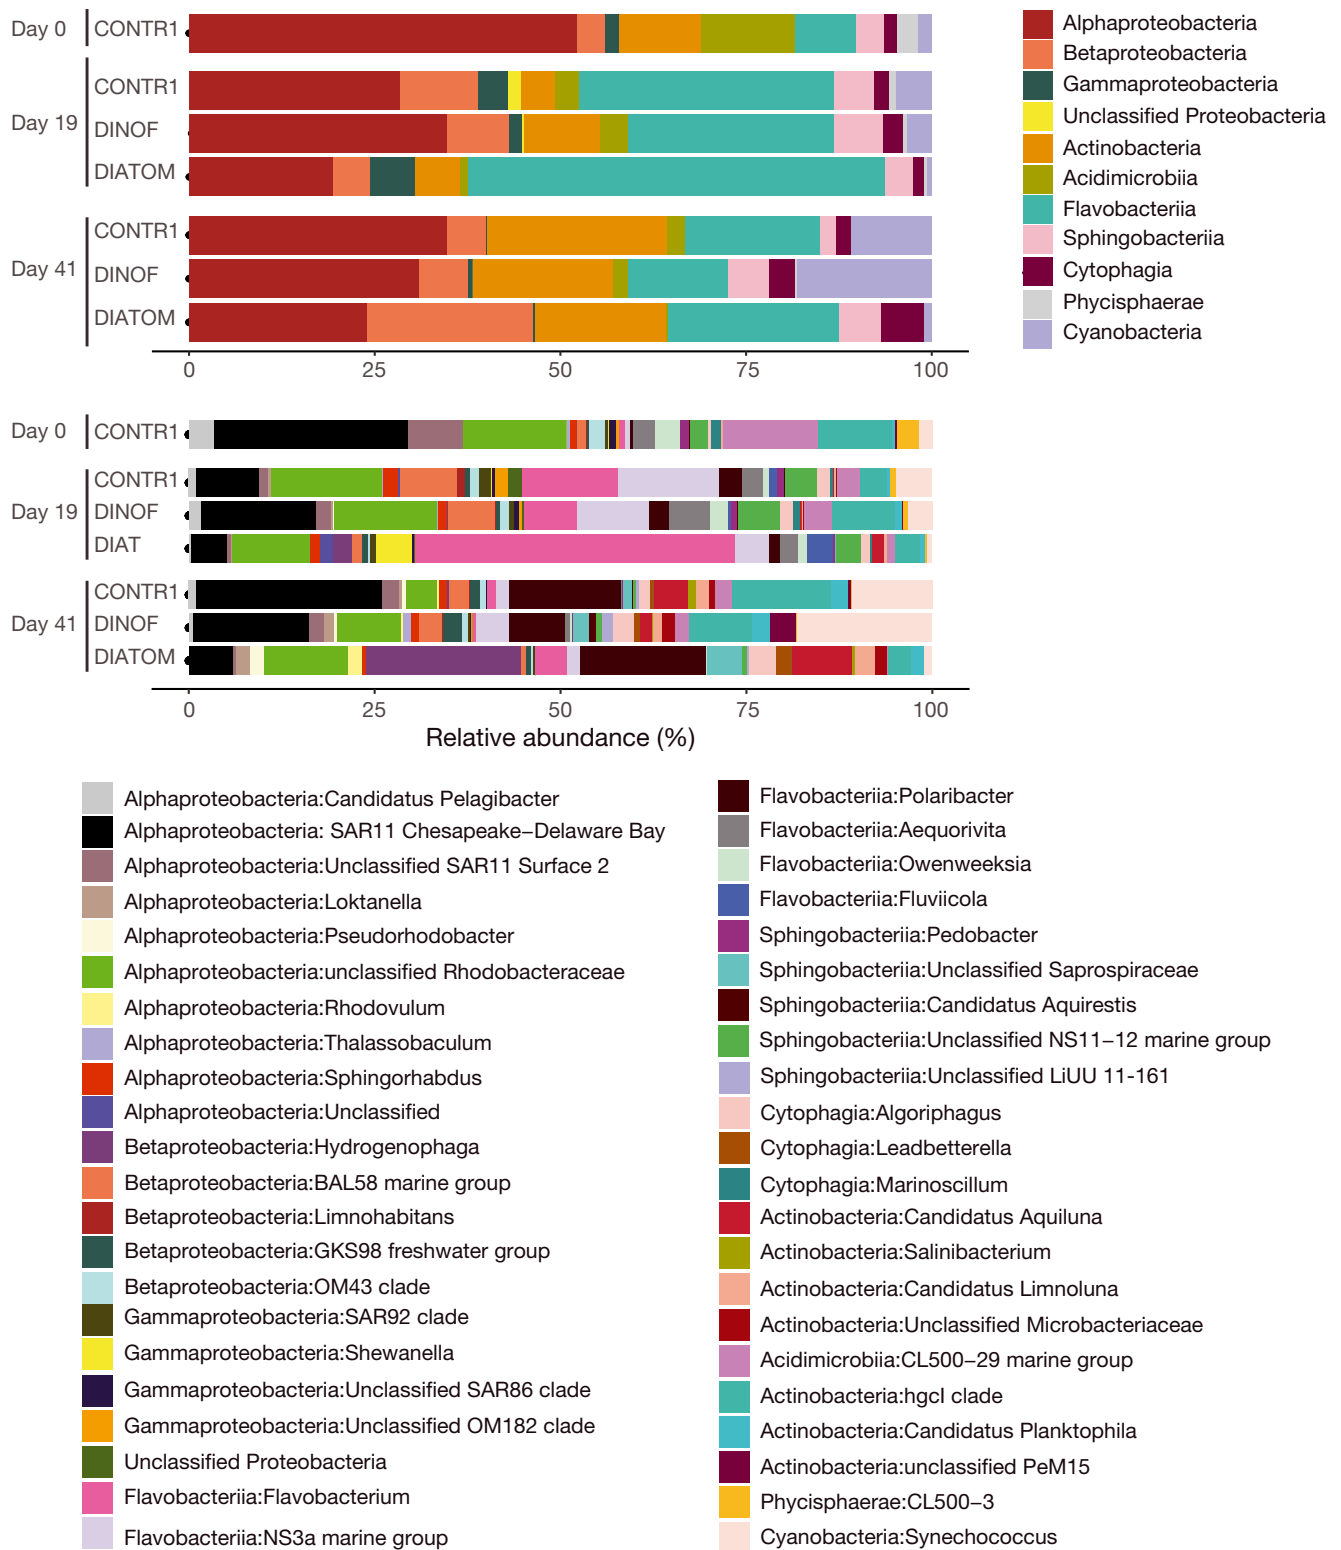 Day 0
CONTR1
Day 19
CONTR1
DINOF
DIATOM
Day 41
CONTR1
DINOF
DIATOM
0 25 50 75 100
Alphaproteobacteria
Betaproteobacteria
Gammaproteobacteria
Unclassified Proteobacteria
Actinobacteria
Acidimicrobiia
Flavobacteriia
Sphingobacteriia
Cytophagia
Phycisphaerae
Cyanobacteria
Day 0
CONTR1
Day 19
CONTR1
DINOF
DIAT
Day 41
CONTR1
DINOF
DIATOM
0 25 50 75 100
Relative abundance (%)
Alphaproteobacteria:Candidatus Pelagibacter
Alphaproteobacteria: SAR11 Chesapeake−Delaware Bay
Alphaproteobacteria:Unclassified SAR11 Surface 2
Alphaproteobacteria:Loktanella
Alphaproteobacteria:Pseudorhodobacter
Alphaproteobacteria:unclassified Rhodobacteraceae
Alphaproteobacteria:Rhodovulum
Alphaproteobacteria:Thalassobaculum
Alphaproteobacteria:Sphingorhabdus
Alphaproteobacteria:Unclassified
Betaproteobacteria:Hydrogenophaga
Betaproteobacteria:BAL58 marine group
Betaproteobacteria:Limnohabitans
Betaproteobacteria:GKS98 freshwater group
Betaproteobacteria:OM43 clade
Gammaproteobacteria:SAR92 clade
Gammaproteobacteria:Shewanella
Gammaproteobacteria:Unclassified SAR86 clade
Gammaproteobacteria:Unclassified OM182 clade
Unclassified Proteobacteria
Flavobacteriia:Flavobacterium
Flavobacteriia:NS3a marine group
Flavobacteriia:Polaribacter
Flavobacteriia:Aequorivita
Flavobacteriia:Owenweeksia
Flavobacteriia:Fluviicola
Sphingobacteriia:Pedobacter
Sphingobacteriia:Unclassified Saprospiraceae
Sphingobacteriia:Candidatus Aquirestis
Sphingobacteriia:Unclassified NS11−12 marine group
Sphingobacteriia:Unclassified LiUU 11-161
Cytophagia:Algoriphagus
Cytophagia:Leadbetterella
Cytophagia:Marinoscillum
Actinobacteria:Candidatus Aquiluna
Actinobacteria:Salinibacterium
Actinobacteria:Candidatus Limnoluna
Actinobacteria:Unclassified Microbacteriaceae
Acidimicrobiia:CL500−29 marine group
Actinobacteria:hgcI clade
Actinobacteria:Candidatus Planktophila
Actinobacteria:unclassified PeM15
Phycisphaerae:CL500−3
Cyanobacteria:Synechococcus